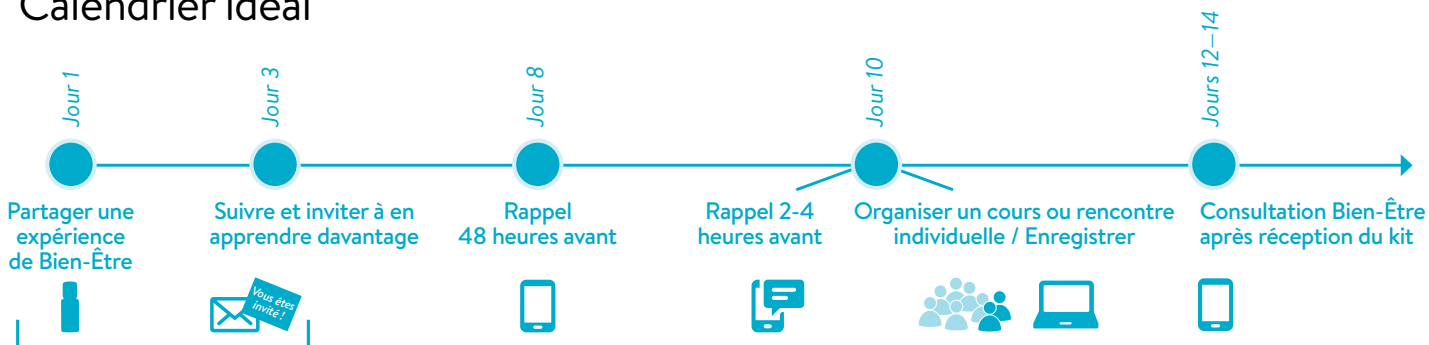 Calendrier idéal
Jour 1
Jour 3
Jour 8
Jour 10
Jours 12–14
Partager une
expérience
de Bien-Être
Suivre et inviter à en
apprendre davantage
Vous êtes
invité !
Rappel
48 heures avant
Rappel 2-4
heures avant
Organiser un cours ou rencontre
individuelle / Enregistrer
Consultation Bien-Être
après réception du kit